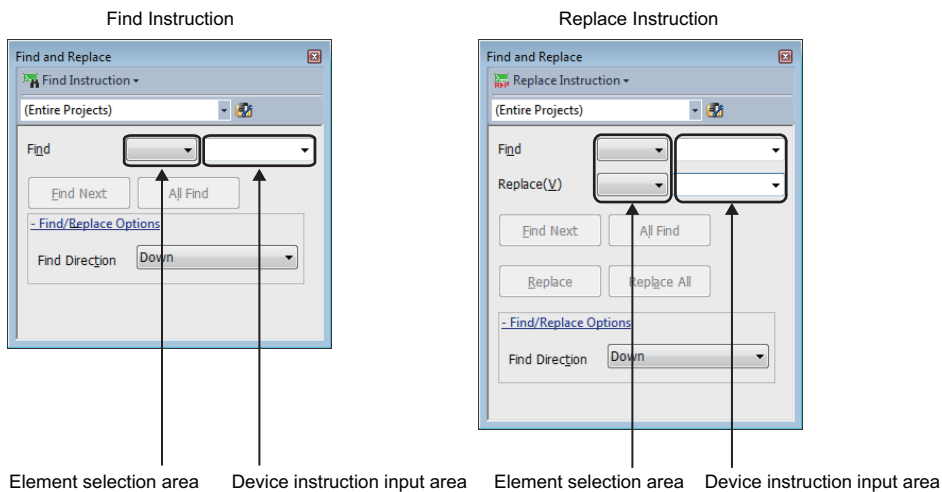 Find Instruction
Find and Replace
Find Instruction
(Entire Projects)
Find
Find Next
All Find
- Find/Replace Options
Find Direction
Down
Element selection area
Device instruction input area
Replace Instruction
Find and Replace
Replace Instruction
(Entire Projects)
Find
Replace(V)
Find Next
All Find
Replace
Replace All
- Find/Replace Options
Find Direction
Down
Element selection area
Device instruction input area